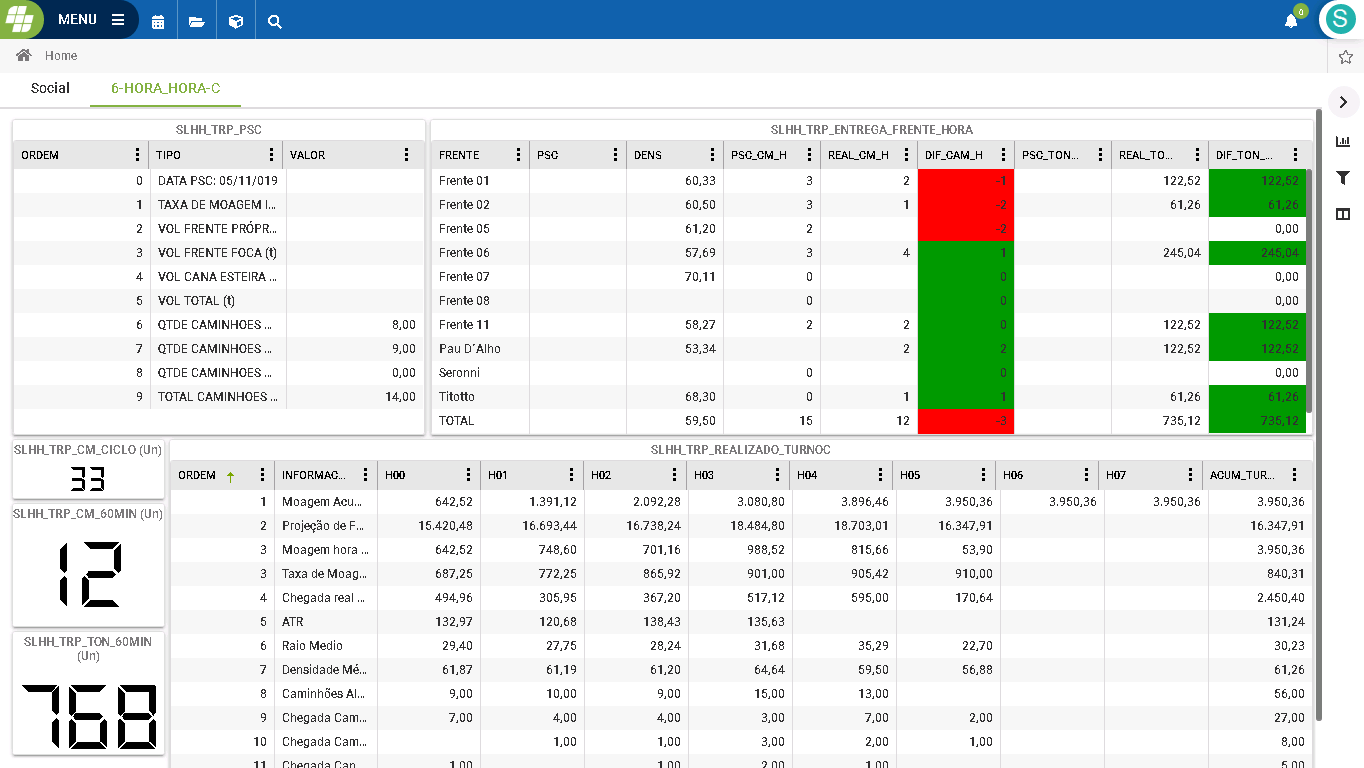 MENU
0
S
Home
Social 6-HORA_HORA-C
SLHH_TRP_PSC
ORDEM TIPO VALOR
0 DATA PSC: 05/11/019
1 TAXA DE MOAGEM I...
2 VOL FRENTE PRÓPR...
3 VOL FRENTE FOCA (t)
4 VOL CANA ESTEIRA ...
5 VOL TOTAL (t)
6 QTDE CAMINHOES ... 8,00
7 QTDE CAMINHOES ... 9,00
8 QTDE CAMINHOES ... 0,00
9 TOTAL CAMINHOES ... 14,00
SLHH_TRP_ENTREGA_FRENTE_HORA
FRENTE PSC DENS PSC_CM_H REAL_CM_H DIF_CAM_H PSC_TON... REAL_TO... DIF_TON_...
Frente 01 60,33 3 2 -1 122,52 122,52
Frente 02 60,50 3 1 -2 61,26 61,26
Frente 05 61,20 2 -2 0,00
Frente 06 57,69 3 4 1 245,04 245,04
Frente 07 70,11 0 0 0,00
Frente 08 0 0 0,00
Frente 11 58,27 2 2 0 122,52 122,52
Pau D´Alho 53,34 2 2 122,52 122,52
Seronni 0 0 0,00
Titotto 68,30 0 1 1 61,26 61,26
TOTAL 59,50 15 12 -3 735,12 735,12
SLHH_TRP_CM_CICLO (Un)
33
SLHH_TRP_CM_60MIN (Un)
12
SLHH_TRP_TON_60MIN
(Un)
768
SLHH_TRP_REALIZADO_TURNOC
ORDEM INFORMAC... H00 H01 H02 H03 H04 H05 H06 H07 ACUM_TUR...
1 Moagem Acu... 642,52 1.391,12 2.092,28 3.080,80 3.896,46 3.950,36 3.950,36 3.950,36 3.950,36
2 Projeção de F... 15.420,48 16.693,44 16.738,24 18.484,80 18.703,01 16.347,91 16.347,91
3 Moagem hora ... 642,52 748,60 701,16 988,52 815,66 53,90 3.950,36
3 Taxa de Moag... 687,25 772,25 865,92 901,00 905,42 910,00 840,31
4 Chegada real ... 494,96 305,95 367,20 517,12 595,00 170,64 2.450,40
5 ATR 132,97 120,68 138,43 135,63 131,24
6 Raio Medio 29,40 27,75 28,24 31,68 35,29 22,70 30,23
7 Densidade Mé... 61,87 61,19 61,20 64,64 59,50 56,88 61,26
8 Caminhões Al... 9,00 10,00 9,00 15,00 13,00 56,00
9 Chegada Cam... 7,00 4,00 4,00 3,00 7,00 2,00 27,00
10 Chegada Cam... 1,00 1,00 3,00 2,00 1,00 8,00
11 Chegada Can... 1,00 1,00 2,00 1,00 5,00